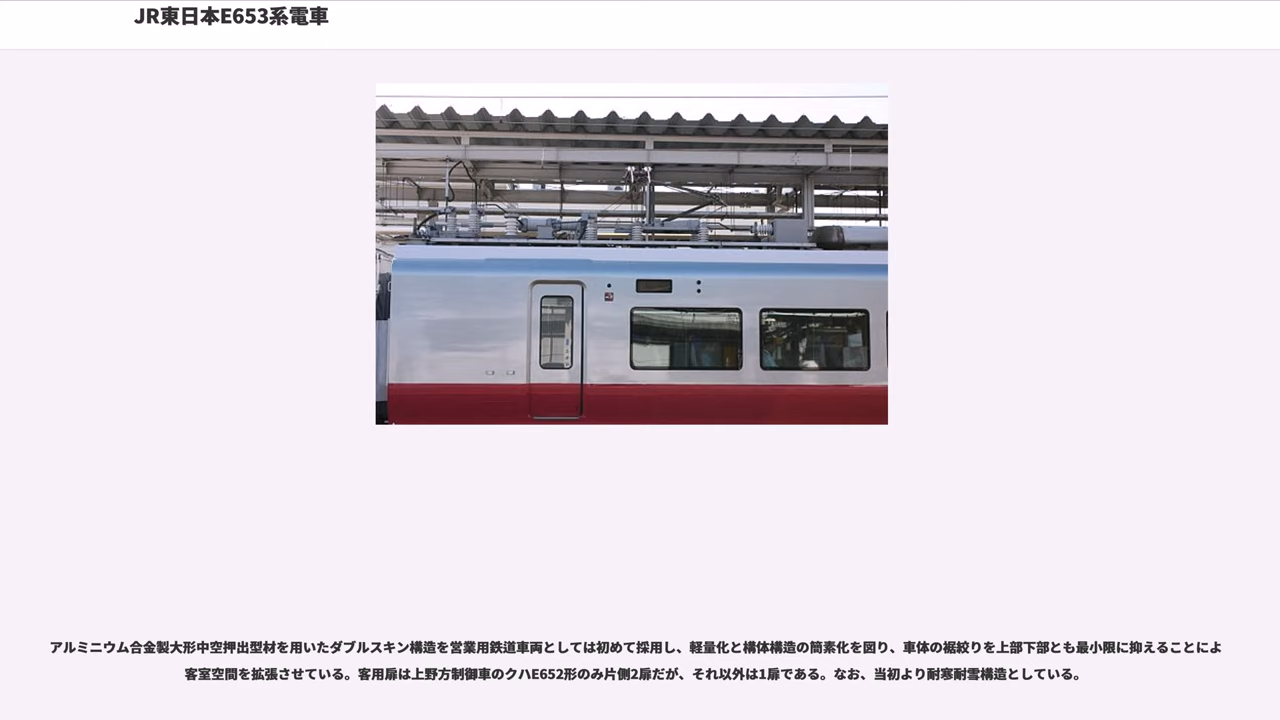 JR東日本E653系電車
アルミニウム合金製大形中空押出型材を用いたダブルスキン構造を営業用鉄道車両としては初めて採用し、軽量化と構体構造の簡素化を図り、車体の裾絞りを上部下部とも最小限に抑えることによ
客室空間を拡張させている。客用扉は上野方制御車のクハE652形のみ片側2扉だが、それ以外は1扉である。なお、当初より耐寒耐雪構造としている。